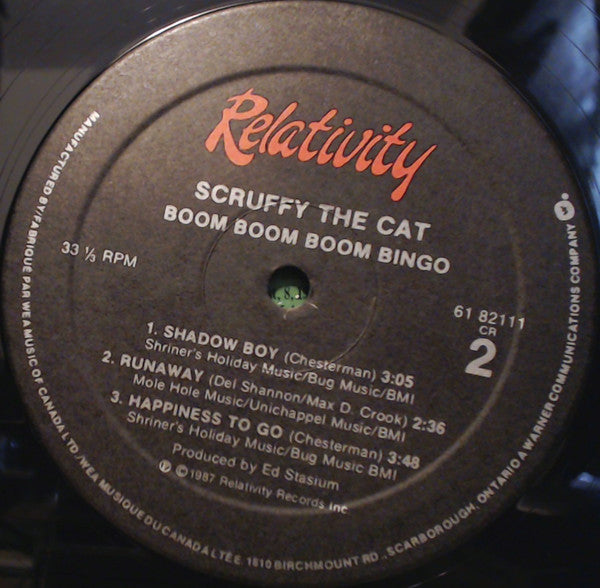 Relativity
SCRUFFY THE CAT
BOOM BOOM BOOM BINGO
33 ⅓ RPM
61 82111
CR
2
1. SHADOW BOY (Chesterman) 3:05
Shriner's Holiday Music/Bug Music/BMI
2. RUNAWAY (Del Shannon/Max D. Crook) 2:36
Mole Hole Music/Unichappel Music/BMI
3. HAPPINESS TO GO (Chesterman) 3:48
Shriner's Holiday Music/Bug Music BMI
Produced by Ed Stasium
℗ © 1987 Relativity Records Inc
MANUFACTURED BY/FABRIQUÉ PAR WEA MUSIC OF CANADA LTD./WEA MUSIQUE DU CANADA LTÉE. 1810 BIRCHMOUNT RD., SCARBOROUGH, ONTARIO A WARNER COMMUNICATIONS COMPANY